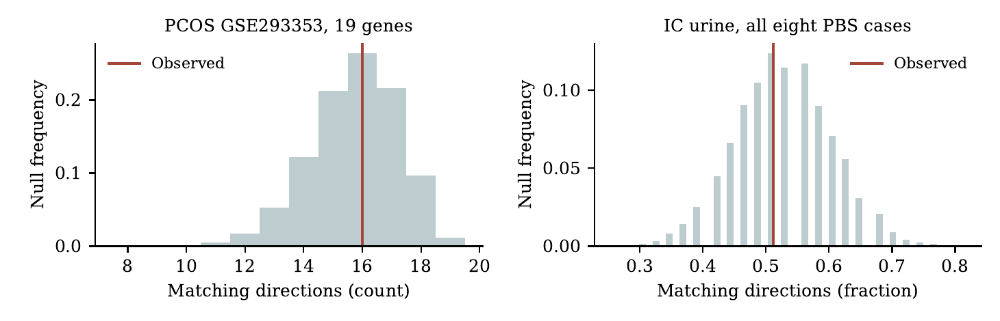 PCOS GSE293353, 19 genes
Observed
Null frequency
0.2
0.1
0.0
8 10 12 14 16 18 20
Matching directions (count)
IC urine, all eight PBS cases
Observed
Null frequency
0.10
0.05
0.00
0.3 0.4 0.5 0.6 0.7 0.8
Matching directions (fraction)